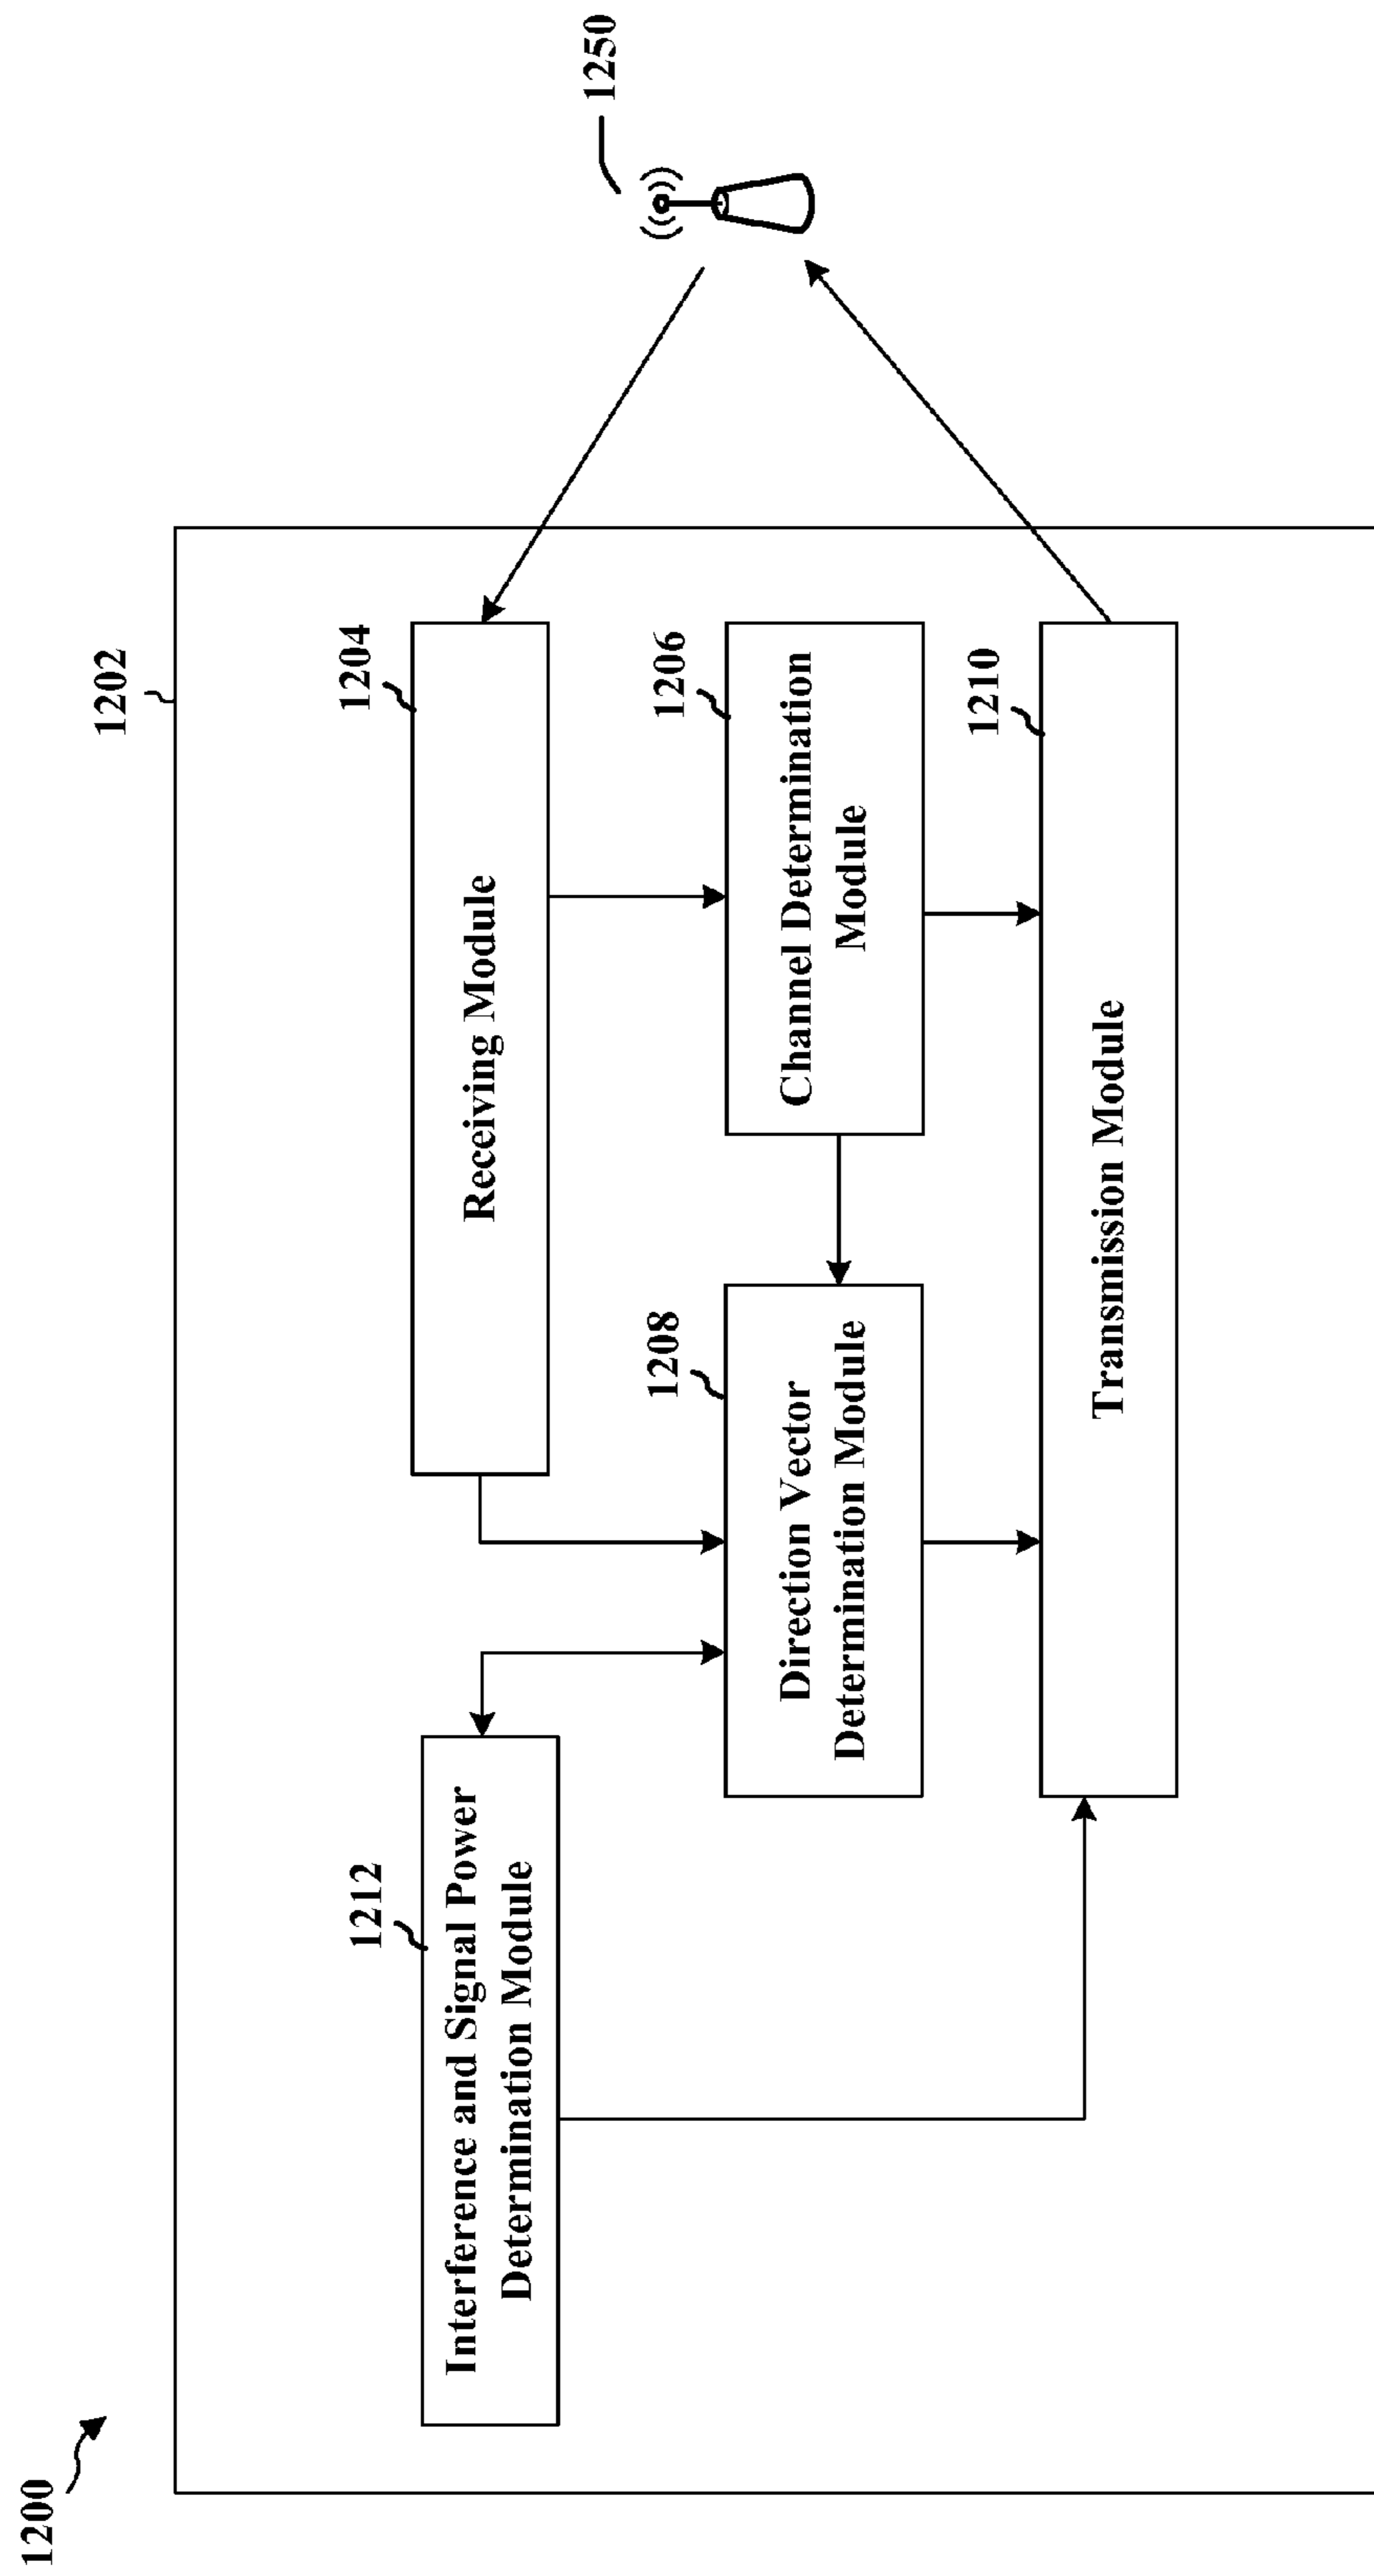 1200
1202
1250
1212
Interference and Signal Power
Determination Module
1204
Receiving Module
1208
Direction Vector
Determination Module
1206
Channel Determination
Module
1210
Transmission Module